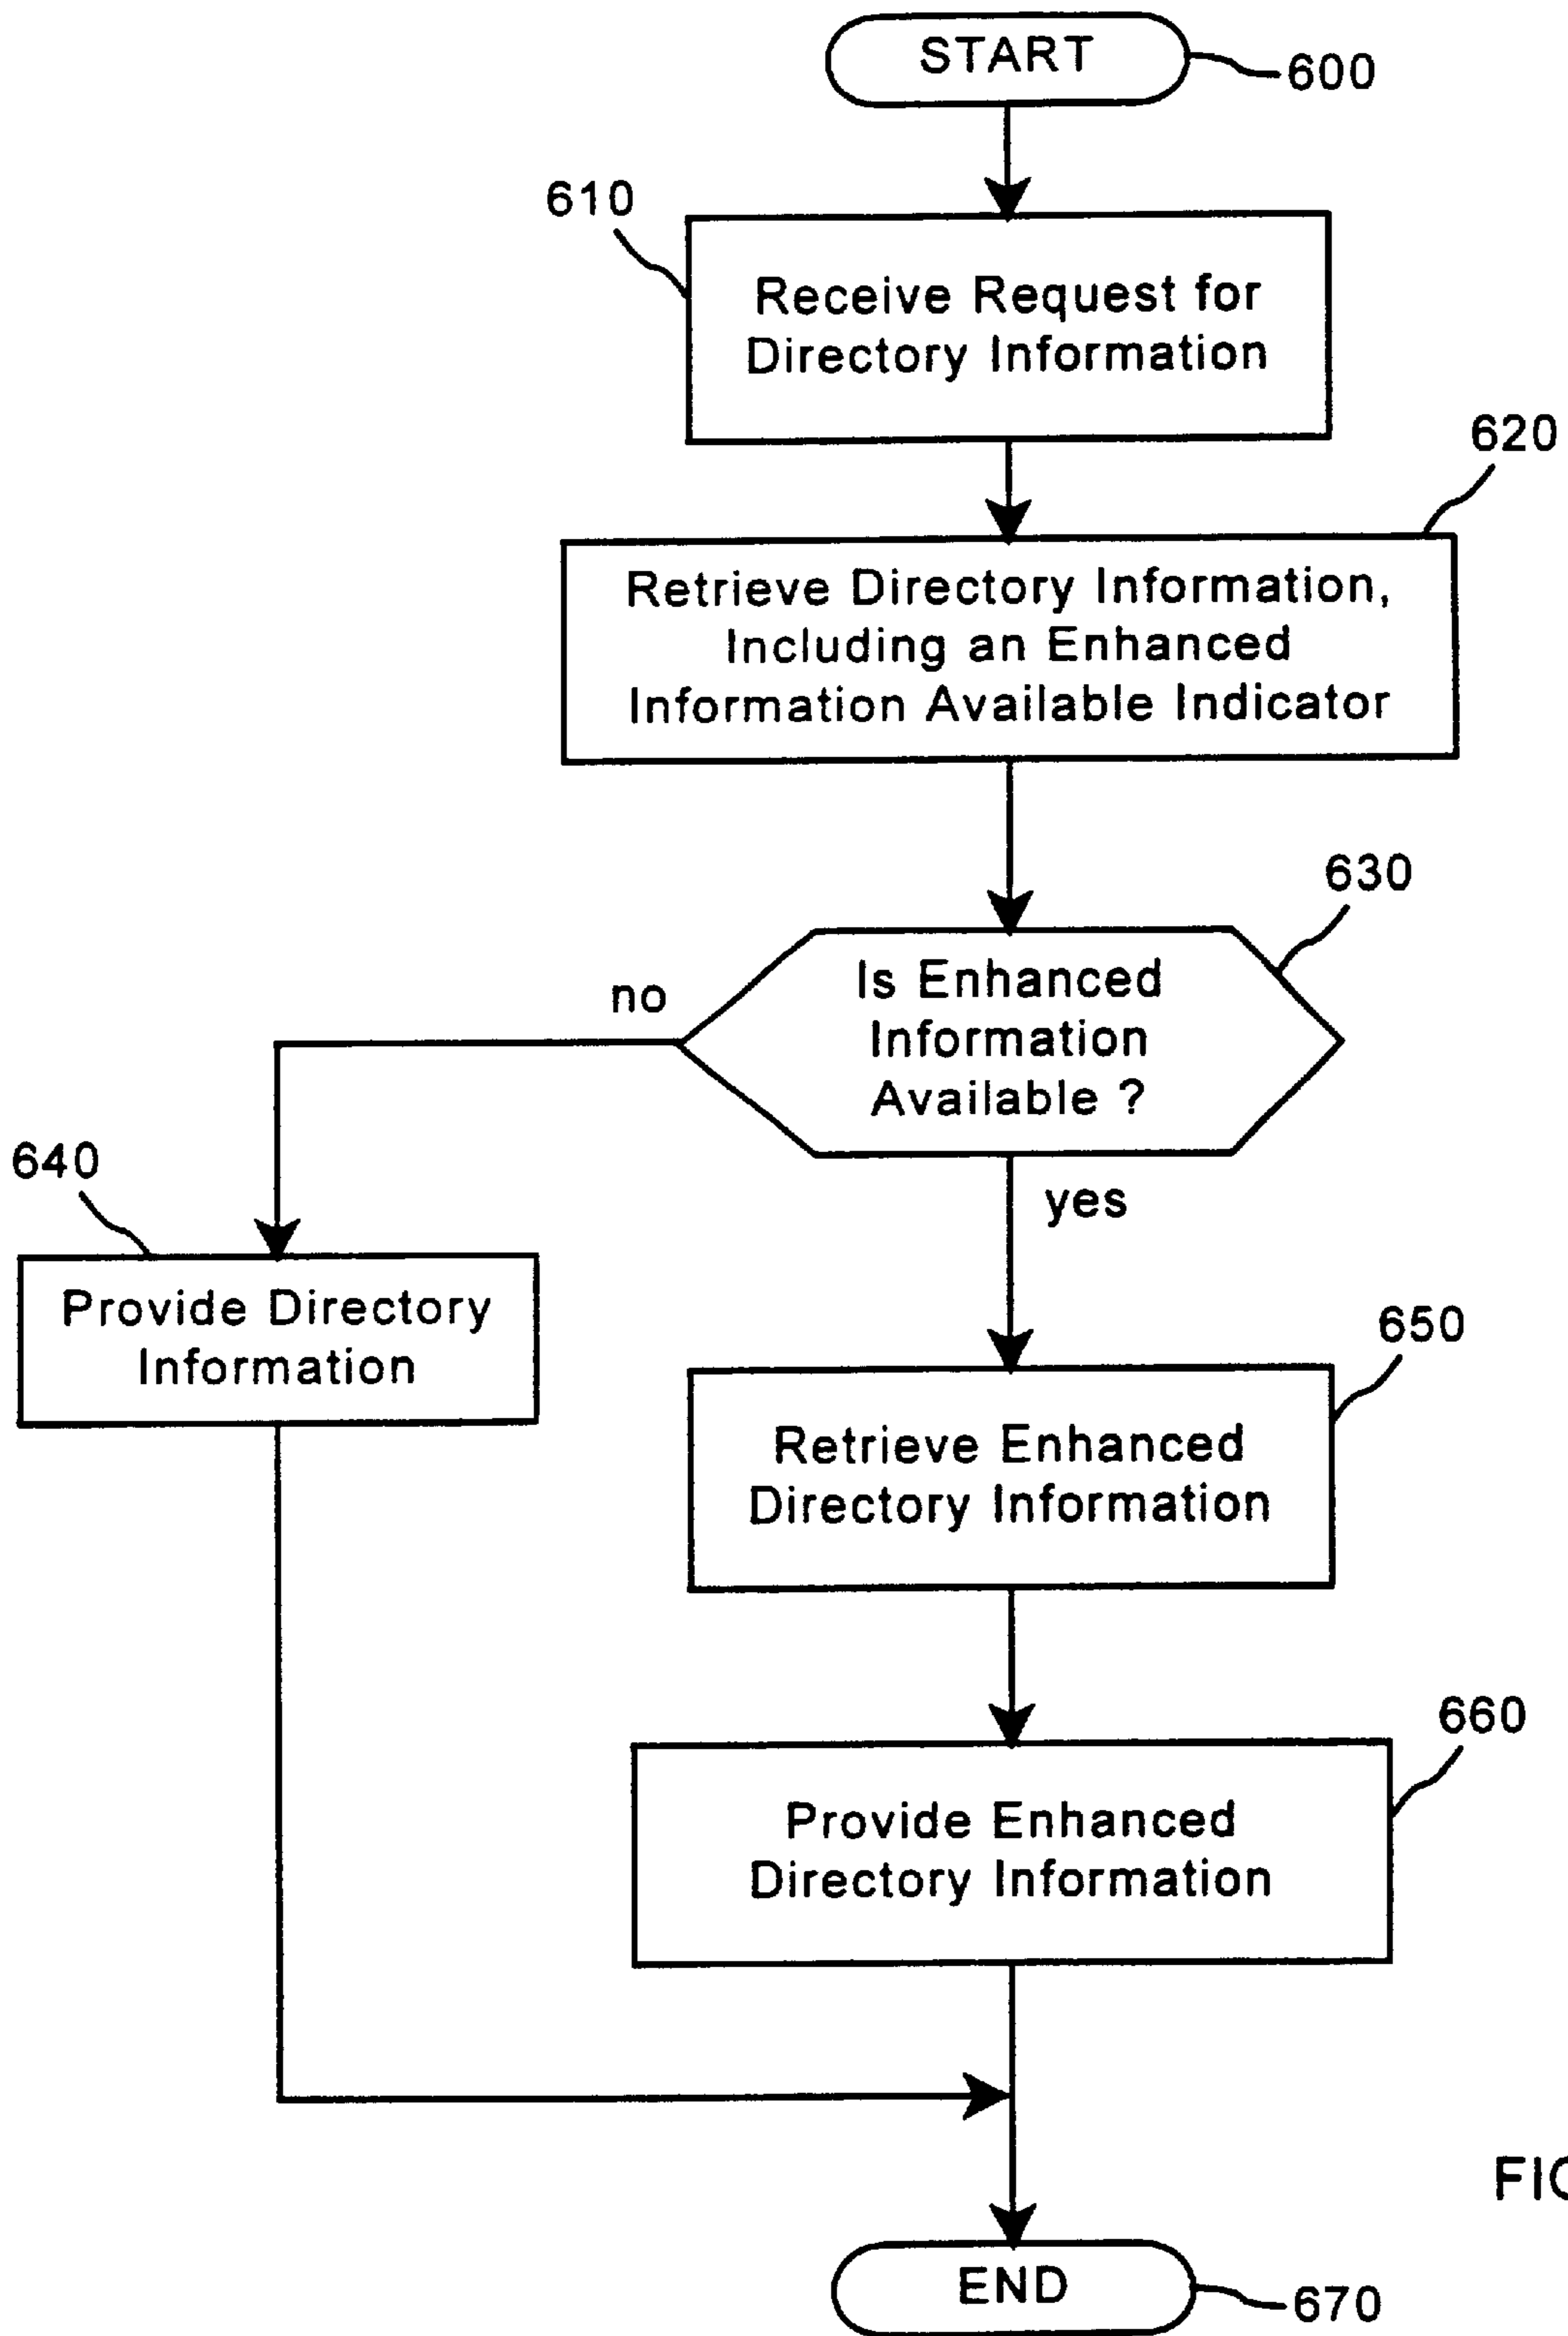 START
600
610
Receive Request for
Directory Information
620
Retrieve Directory Information,
Including an Enhanced
Information Available Indicator
630
Is Enhanced
Information
Available ?
no
yes
640
Provide Directory
Information
650
Retrieve Enhanced
Directory Information
660
Provide Enhanced
Directory Information
END
670